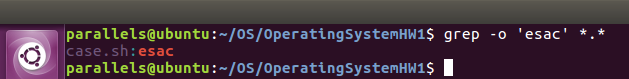 parallels@ubuntu:~/OS/OperatingSystemHW1$ grep -o 'esac' *.*
case.sh:esac
parallels@ubuntu:~/OS/OperatingSystemHW1$